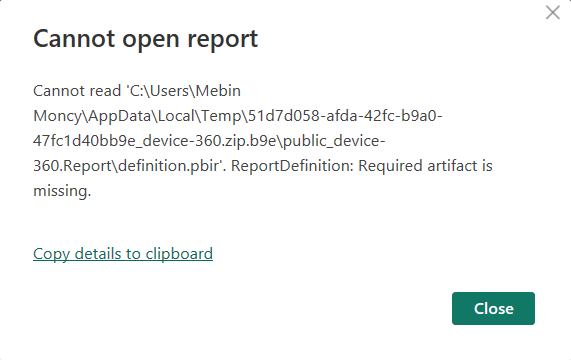 Cannot open report
Cannot read 'C:\Users\Mebin
Moncy\AppData\Local\Temp\51d7d058-afda-42fc-b9a0-
47fc1d40bb9e_device-360.zip.b9e\public_device-
360.Report\definition.pbir'. ReportDefinition: Required artifact is
missing.
Copy details to clipboard
Close